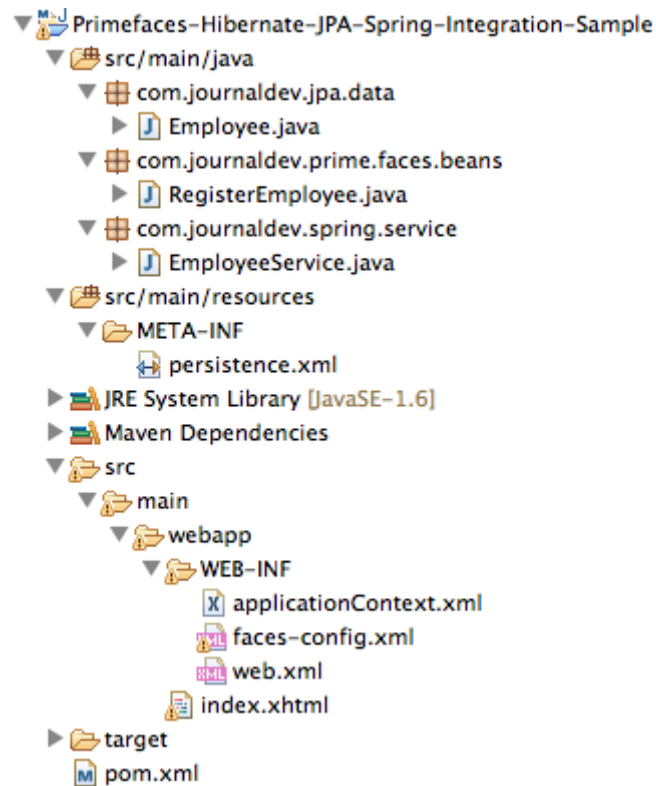 Primefaces-Hibernate-JPA-Spring-Integration-Sample
src/main/java
com.journaldev.jpa.data
Employee.java
com.journaldev.prime.faces.beans
RegisterEmployee.java
com.journaldev.spring.service
EmployeeService.java
src/main/resources
META-INF
persistence.xml
JRE System Library [JavaSE-1.6]
Maven Dependencies
src
main
webapp
WEB-INF
applicationContext.xml
faces-config.xml
web.xml
index.xhtml
target
pom.xml